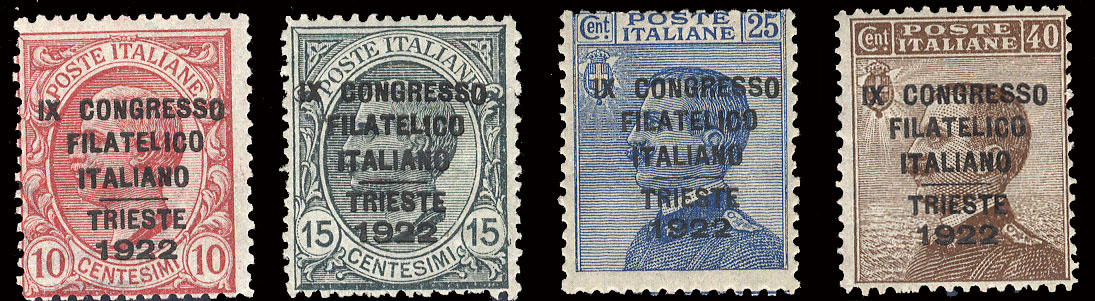 POSTE ITALIANE
IX CONGRESSO
FILATELICO
ITALIANO
TRIESTE
1922
10 CENTESIMI 10
POSTE ITALIANE
IX CONGRESSO
FILATELICO
ITALIANO
TRIESTE
1922
15 CENTESIMI 15
Cent POSTE 25
ITALIANE
IX CONGRESSO
FILATELICO
ITALIANO
TRIESTE
1922
Cent POSTE 40
ITALIANE
IX CONGRESSO
FILATELICO
ITALIANO
TRIESTE
1922